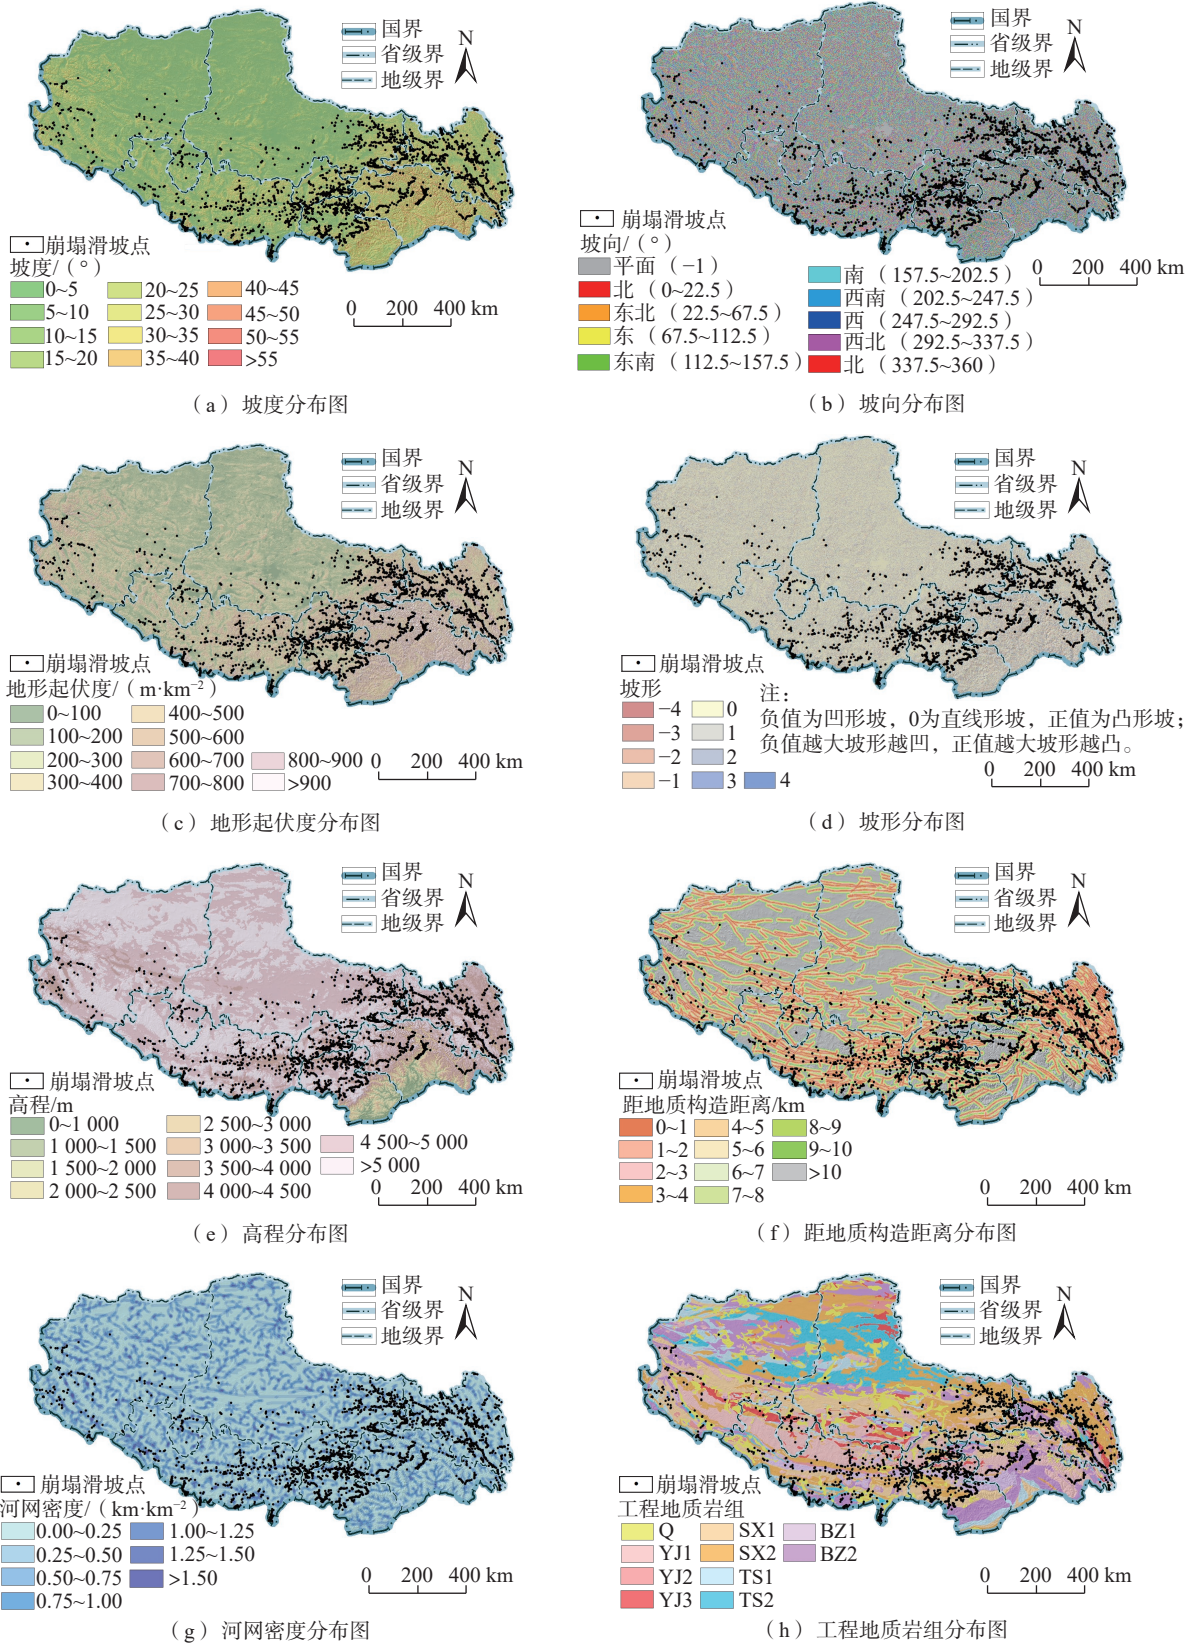 国界
省级界
地级界
N
崩塌滑坡点
坡度/（°）
0~5
5~10
10~15
15~20
20~25
25~30
30~35
35~40
40~45
45~50
50~55
>55
0 200 400 km
（a）坡度分布图
国界
省级界
地级界
N
崩塌滑坡点
坡向/（°）
平面（−1）
北（0~22.5）
东北（22.5~67.5）
东（67.5~112.5）
东南（112.5~157.5）
南（157.5~202.5）
西南（202.5~247.5）
西（247.5~292.5）
西北（292.5~337.5）
北（337.5~360）
0 200 400 km
（b）坡向分布图
国界
省级界
地级界
N
崩塌滑坡点
地形起伏度/（m·km⁻²）
0~100
100~200
200~300
300~400
400~500
500~600
600~700
700~800
800~900
>900
0 200 400 km
（c）地形起伏度分布图
国界
省级界
地级界
N
崩塌滑坡点
坡形
−4
−3
−2
−1
0
1
2
3
4
注：
负值为凹形坡，0为直线形坡，正值为凸形坡；
负值越大坡形越凹，正值越大坡形越凸。
0 200 400 km
（d）坡形分布图
国界
省级界
地级界
N
崩塌滑坡点
高程/m
0~1 000
1 000~1 500
1 500~2 000
2 000~2 500
2 500~3 000
3 000~3 500
3 500~4 000
4 000~4 500
4 500~5 000
>5 000
0 200 400 km
（e）高程分布图
国界
省级界
地级界
N
崩塌滑坡点
距地质构造距离/km
0~1
1~2
2~3
3~4
4~5
5~6
6~7
7~8
8~9
9~10
>10
0 200 400 km
（f）距地质构造距离分布图
国界
省级界
地级界
N
崩塌滑坡点
河网密度/（km·km⁻²）
0.00~0.25
0.25~0.50
0.50~0.75
0.75~1.00
1.00~1.25
1.25~1.50
>1.50
0 200 400 km
（g）河网密度分布图
国界
省级界
地级界
N
崩塌滑坡点
工程地质岩组
Q
YJ1
YJ2
YJ3
SX1
SX2
TS1
TS2
BZ1
BZ2
0 200 400 km
（h）工程地质岩组分布图